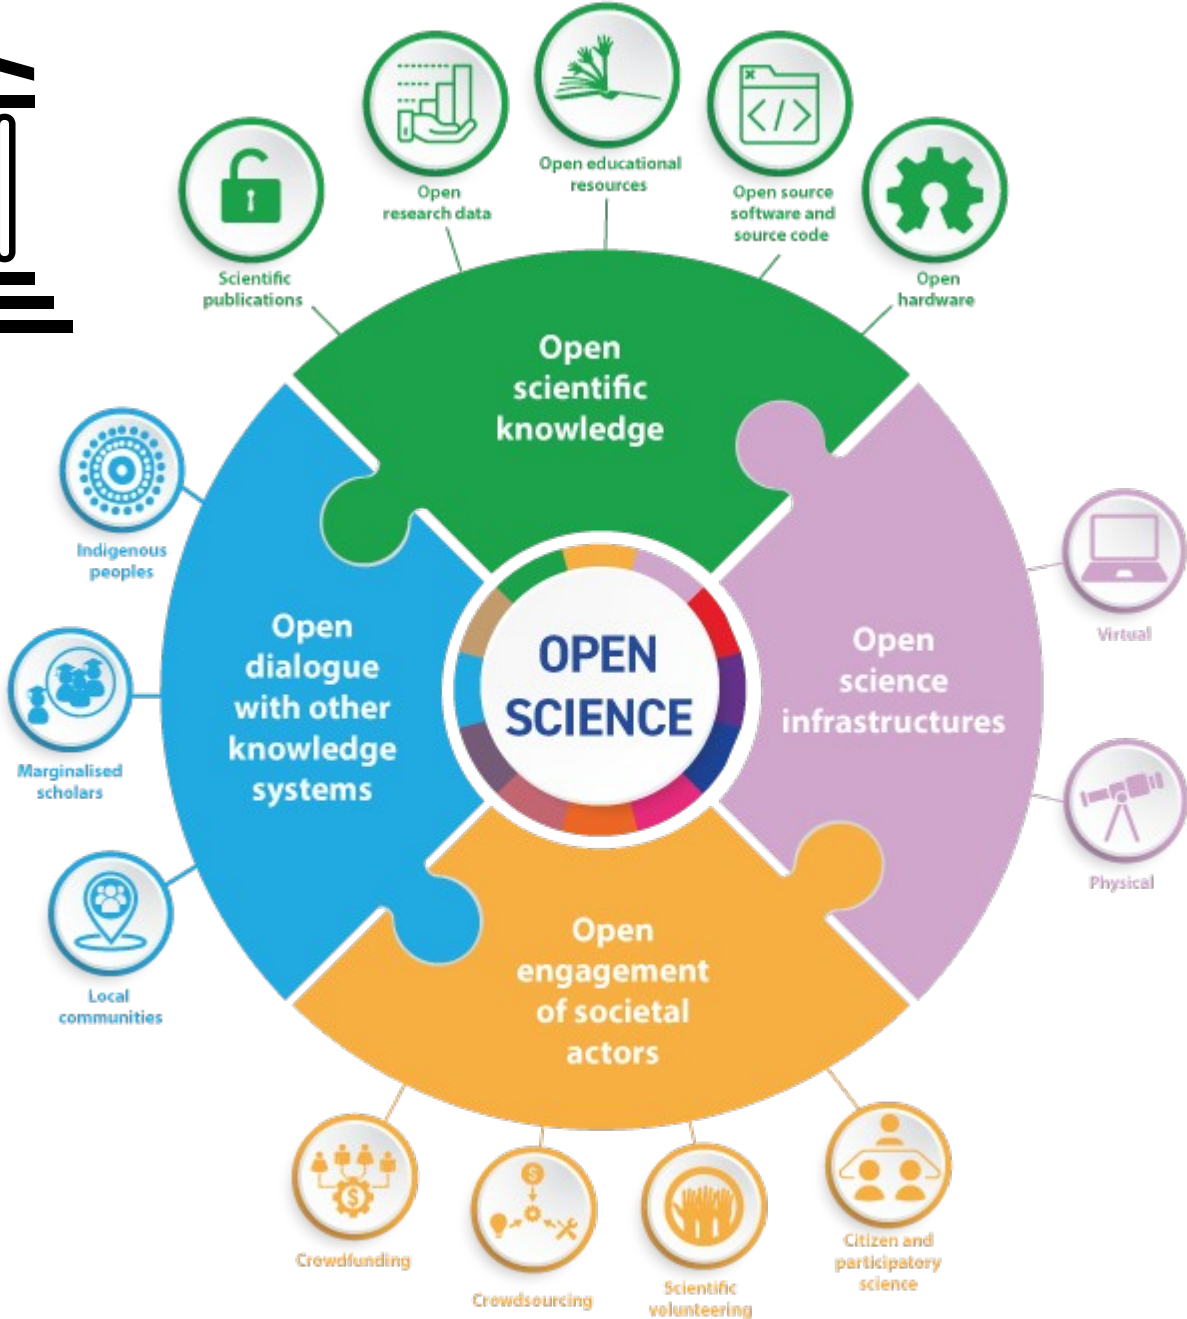 Open educational
resources
Open
research data
Open source
software and
source code
Scientific
publications
Open
hardware
Open
scientific
knowledge
Indigenous
peoples
Marginalised
scholars
Local
communities
Open
dialogue
with other
knowledge
systems
OPEN
SCIENCE
Open
science
infrastructures
Virtual
Physical
Open
engagement
of societal
actors
Crowdfunding
Crowdsourcing
Scientific
volunteering
Citizen and
participatory
science